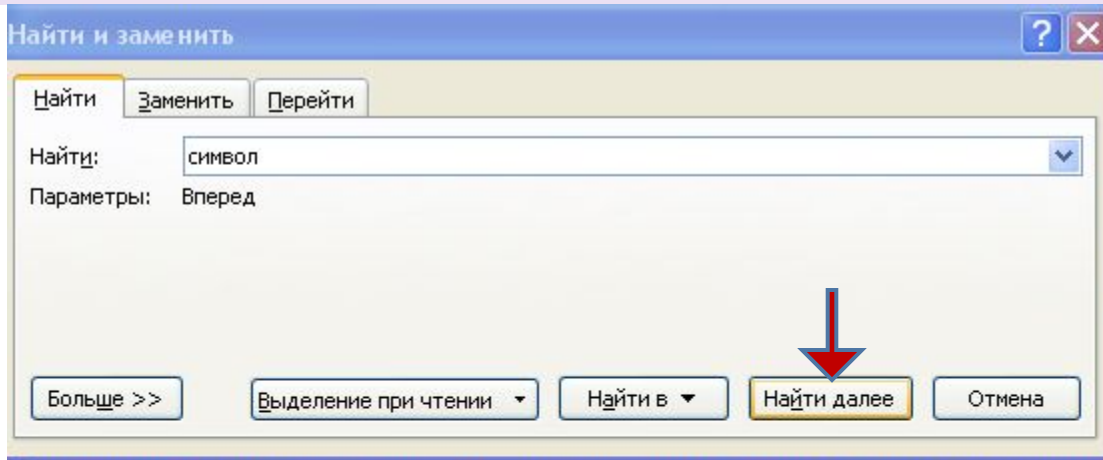 Найти и заменить
Найти Заменить Перейти
Найти: символ
Параметры: Вперед
Больше >> Выделение при чтении Найти в Найти далее Отмена